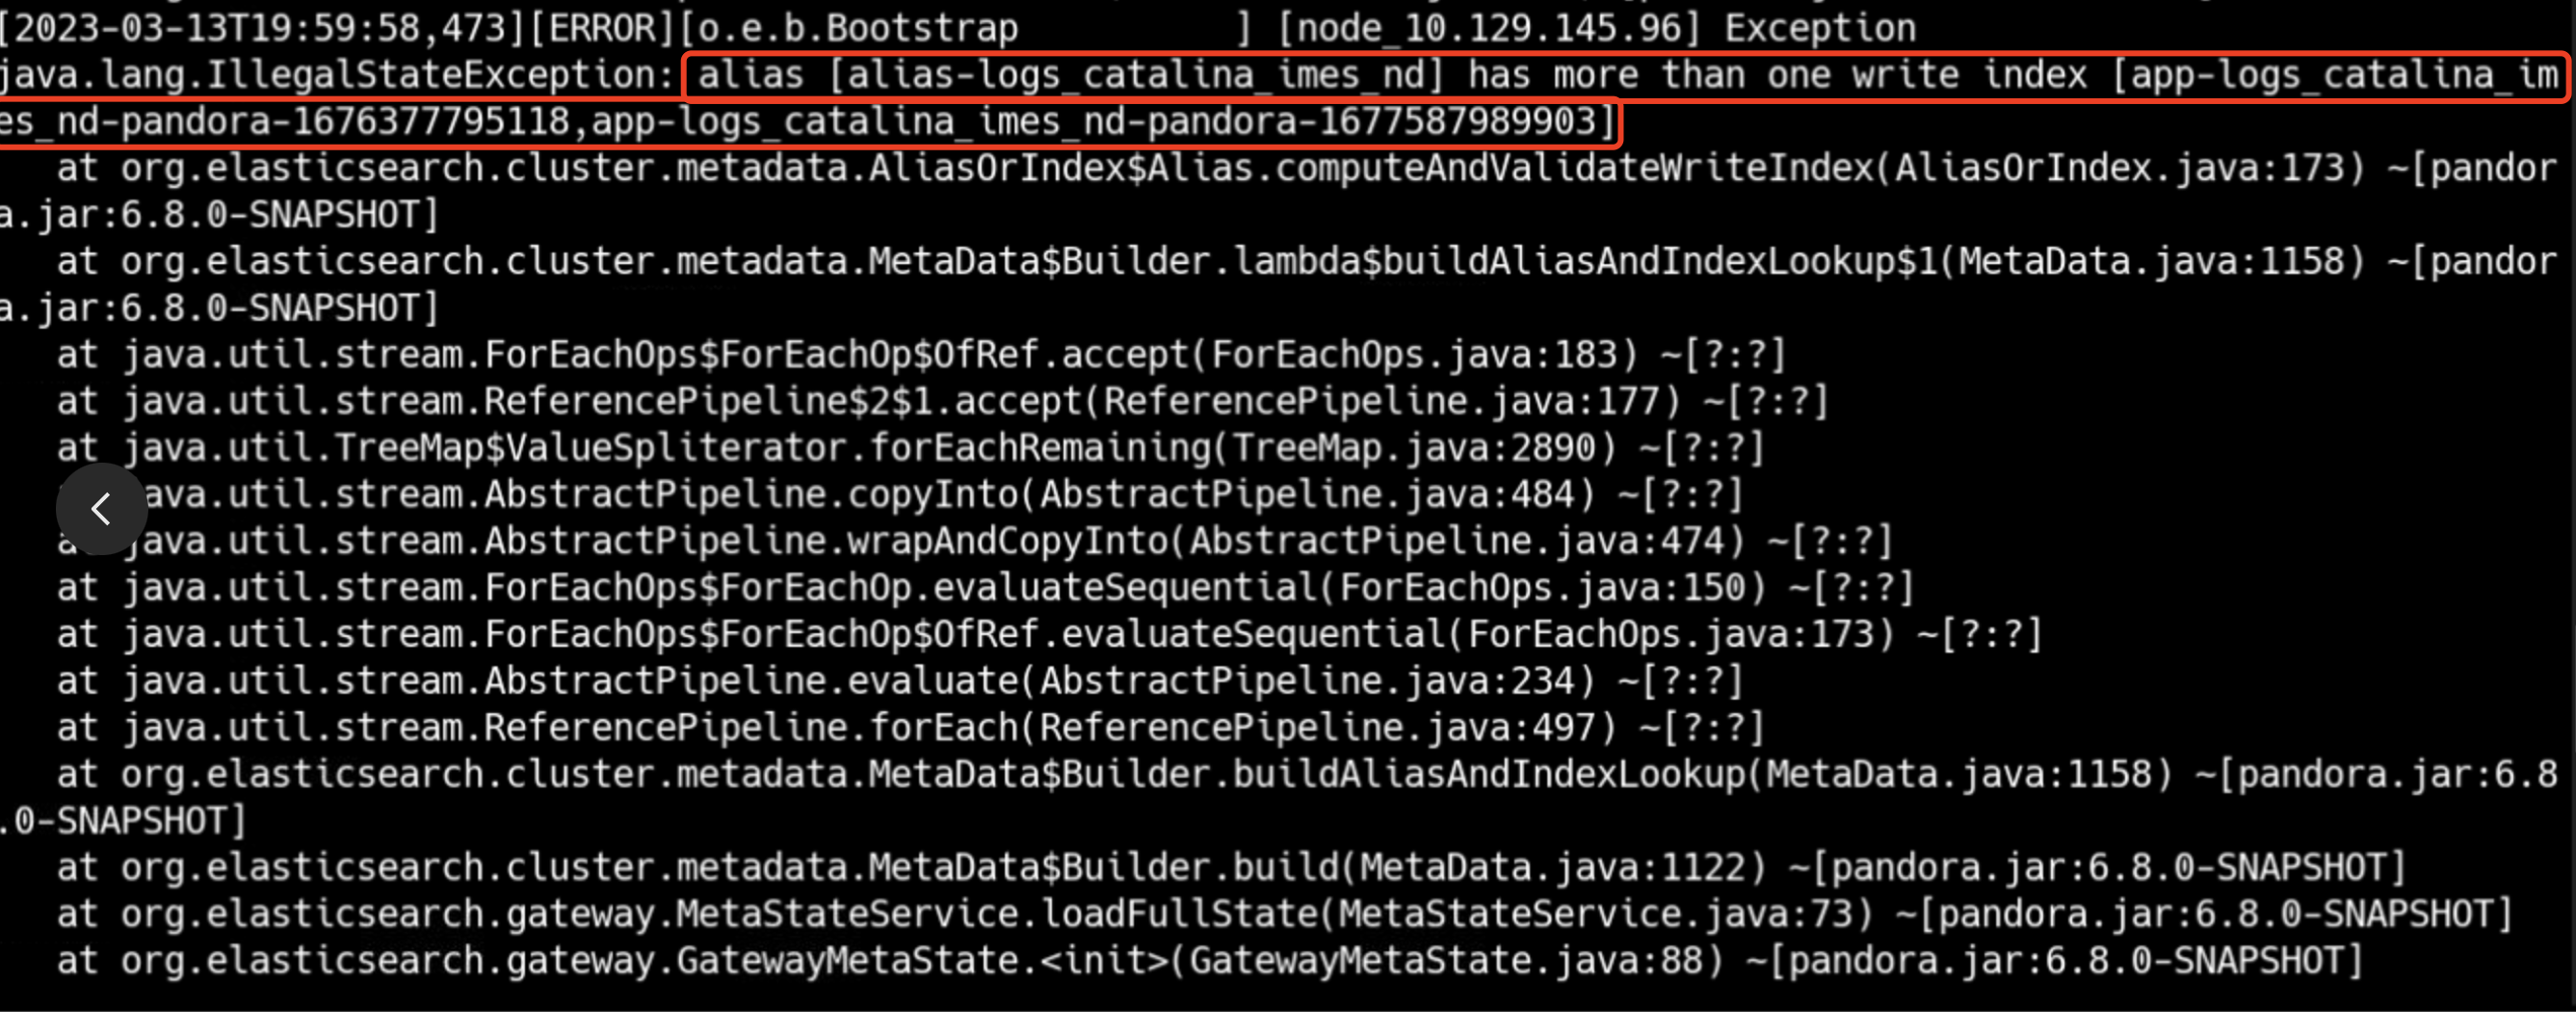 [2023-03-13T19:59:58,473][ERROR][o.e.b.Bootstrap          ] [node_10.129.145.96] Exception
java.lang.IllegalStateException: alias [alias-logs_catalina_imes_nd] has more than one write index [app-logs_catalina_im
es_nd-pandora-1676377795118,app-logs_catalina_imes_nd-pandora-1677587989903]
at org.elasticsearch.cluster.metadata.AliasOrIndex$Alias.computeAndValidateWriteIndex(AliasOrIndex.java:173) ~[pandor
a.jar:6.8.0-SNAPSHOT]
at org.elasticsearch.cluster.metadata.MetaData$Builder.lambda$buildAliasAndIndexLookup$1(MetaData.java:1158) ~[pandor
a.jar:6.8.0-SNAPSHOT]
at java.util.stream.ForEachOps$ForEachOp$OfRef.accept(ForEachOps.java:183) ~[?:?]
at java.util.stream.ReferencePipeline$2$1.accept(ReferencePipeline.java:177) ~[?:?]
at java.util.TreeMap$ValueSpliterator.forEachRemaining(TreeMap.java:2890) ~[?:?]
ava.util.stream.AbstractPipeline.copyInto(AbstractPipeline.java:484) ~[?:?]
java.util.stream.AbstractPipeline.wrapAndCopyInto(AbstractPipeline.java:474) ~[?:?]
at java.util.stream.ForEachOps$ForEachOp.evaluateSequential(ForEachOps.java:150) ~[?:?]
at java.util.stream.ForEachOps$ForEachOp$OfRef.evaluateSequential(ForEachOps.java:173) ~[?:?]
at java.util.stream.AbstractPipeline.evaluate(AbstractPipeline.java:234) ~[?:?]
at java.util.stream.ReferencePipeline.forEach(ReferencePipeline.java:497) ~[?:?]
at org.elasticsearch.cluster.metadata.MetaData$Builder.buildAliasAndIndexLookup(MetaData.java:1158) ~[pandora.jar:6.8
.0-SNAPSHOT]
at org.elasticsearch.cluster.metadata.MetaData$Builder.build(MetaData.java:1122) ~[pandora.jar:6.8.0-SNAPSHOT]
at org.elasticsearch.gateway.MetaStateService.loadFullState(MetaStateService.java:73) ~[pandora.jar:6.8.0-SNAPSHOT]
at org.elasticsearch.gateway.GatewayMetaState.<init>(GatewayMetaState.java:88) ~[pandora.jar:6.8.0-SNAPSHOT]